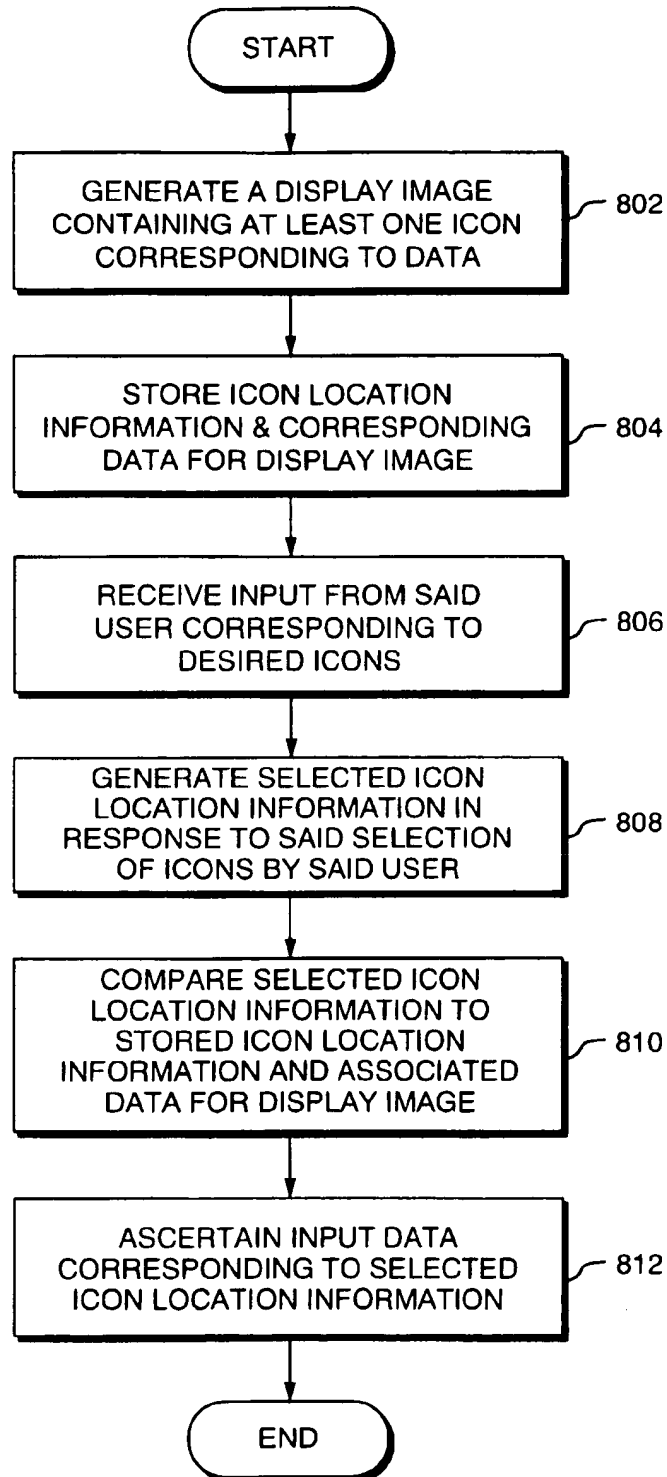 START
GENERATE A DISPLAY IMAGE
CONTAINING AT LEAST ONE ICON
CORRESPONDING TO DATA
802
STORE ICON LOCATION
INFORMATION & CORRESPONDING
DATA FOR DISPLAY IMAGE
804
RECEIVE INPUT FROM SAID
USER CORRESPONDING TO
DESIRED ICONS
806
GENERATE SELECTED ICON
LOCATION INFORMATION IN
RESPONSE TO SAID SELECTION
OF ICONS BY SAID USER
808
COMPARE SELECTED ICON
LOCATION INFORMATION TO
STORED ICON LOCATION
INFORMATION AND ASSOCIATED
DATA FOR DISPLAY IMAGE
810
ASCERTAIN INPUT DATA
CORRESPONDING TO SELECTED
ICON LOCATION INFORMATION
812
END